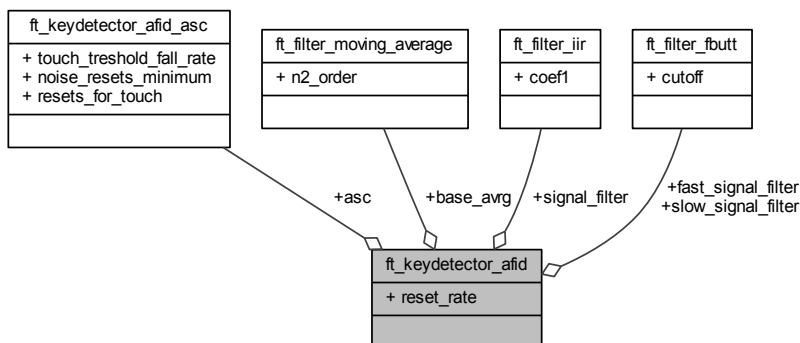 ft_keydetector_afid_asc
+ touch_treshold_fall_rate
+ noise_resets_minimum
+ resets_for_touch
ft_filter_moving_average
+ n2_order
ft_filter_iir
+ coef1
ft_filter_fbutt
+ cutoff
+asc
+base_avrg
+signal_filter
+fast_signal_filter
+slow_signal_filter
ft_keydetector_afid
+ reset_rate